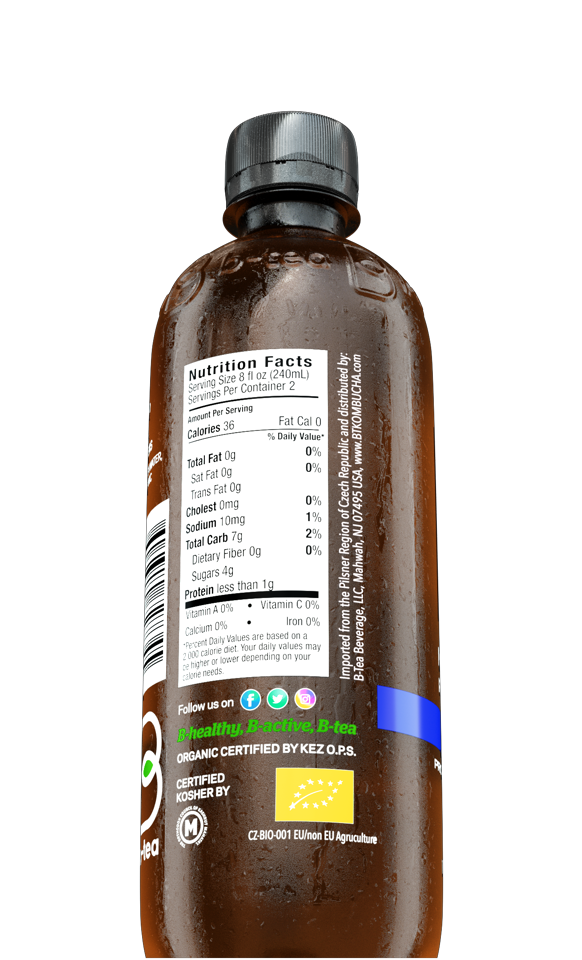 b-tea
Nutrition Facts
Serving Size 8 fl oz (240mL)
Servings Per Container 2
Amount Per Serving
Calories 36 Fat Cal 0
% Daily Value*
Total Fat 0g 0%
Sat Fat 0g 0%
Trans Fat 0g
Cholest 0mg 0%
Sodium 10mg 1%
Total Carb 7g 2%
Dietary Fiber 0g 0%
Sugars 4g
Protein less than 1g
Vitamin A 0% • Vitamin C 0%
Calcium 0% • Iron 0%
*Percent Daily Values are based on a
2 000 calorie diet. Your daily values may
be higher or lower depending on your
calorie needs.
Imported from the Pilsner Region of Czech Republic and distributed by:
B-Tea Beverage, LLC, Mahwah, NJ 07495 USA, www.BTKOMBUCHA.com
Follow us on
B-healthy, B-active, B-tea
ORGANIC CERTIFIED BY KEZ O.P.S.
CERTIFIED
KOSHER BY
M
CZ-BIO-001 EU/non EU Agruculture
-tea